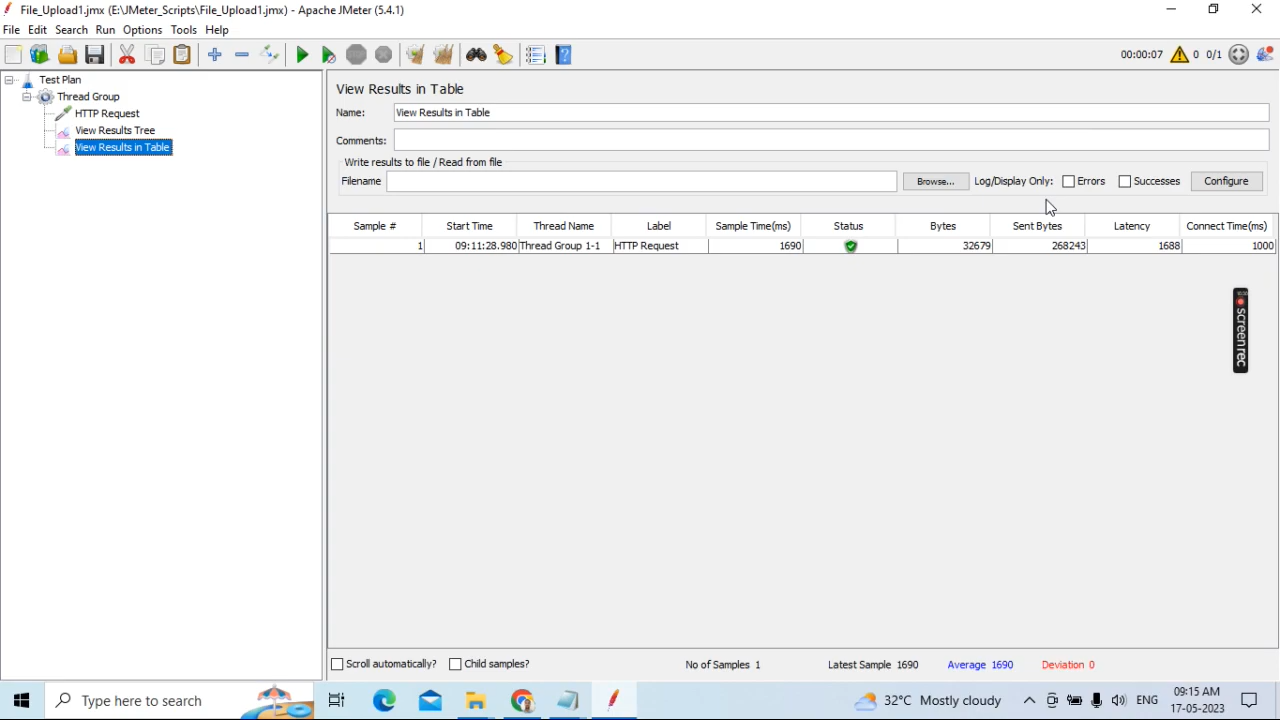 File_Upload1.jmx (E:\JMeter_Scripts\File_Upload1.jmx) - Apache JMeter (5.4.1)
File Edit Search Run Options Tools Help
00:00:07 0 0/1
Test Plan
Thread Group
HTTP Request
View Results Tree
View Results in Table
View Results in Table
Name: View Results in Table
Comments:
Write results to file / Read from file
Filename Browse... Log/Display Only: Errors Successes Configure
Sample # Start Time Thread Name Label Sample Time(ms) Status Bytes Sent Bytes Latency Connect Time(ms)
1 09:11:28.980 Thread Group 1-1 HTTP Request 1690 32679 268243 1688 1000
screenrec
Scroll automatically? Child samples? No of Samples 1 Latest Sample 1690 Average 1690 Deviation 0
Type here to search 32°C Mostly cloudy ENG 09:15 AM
17-05-2023